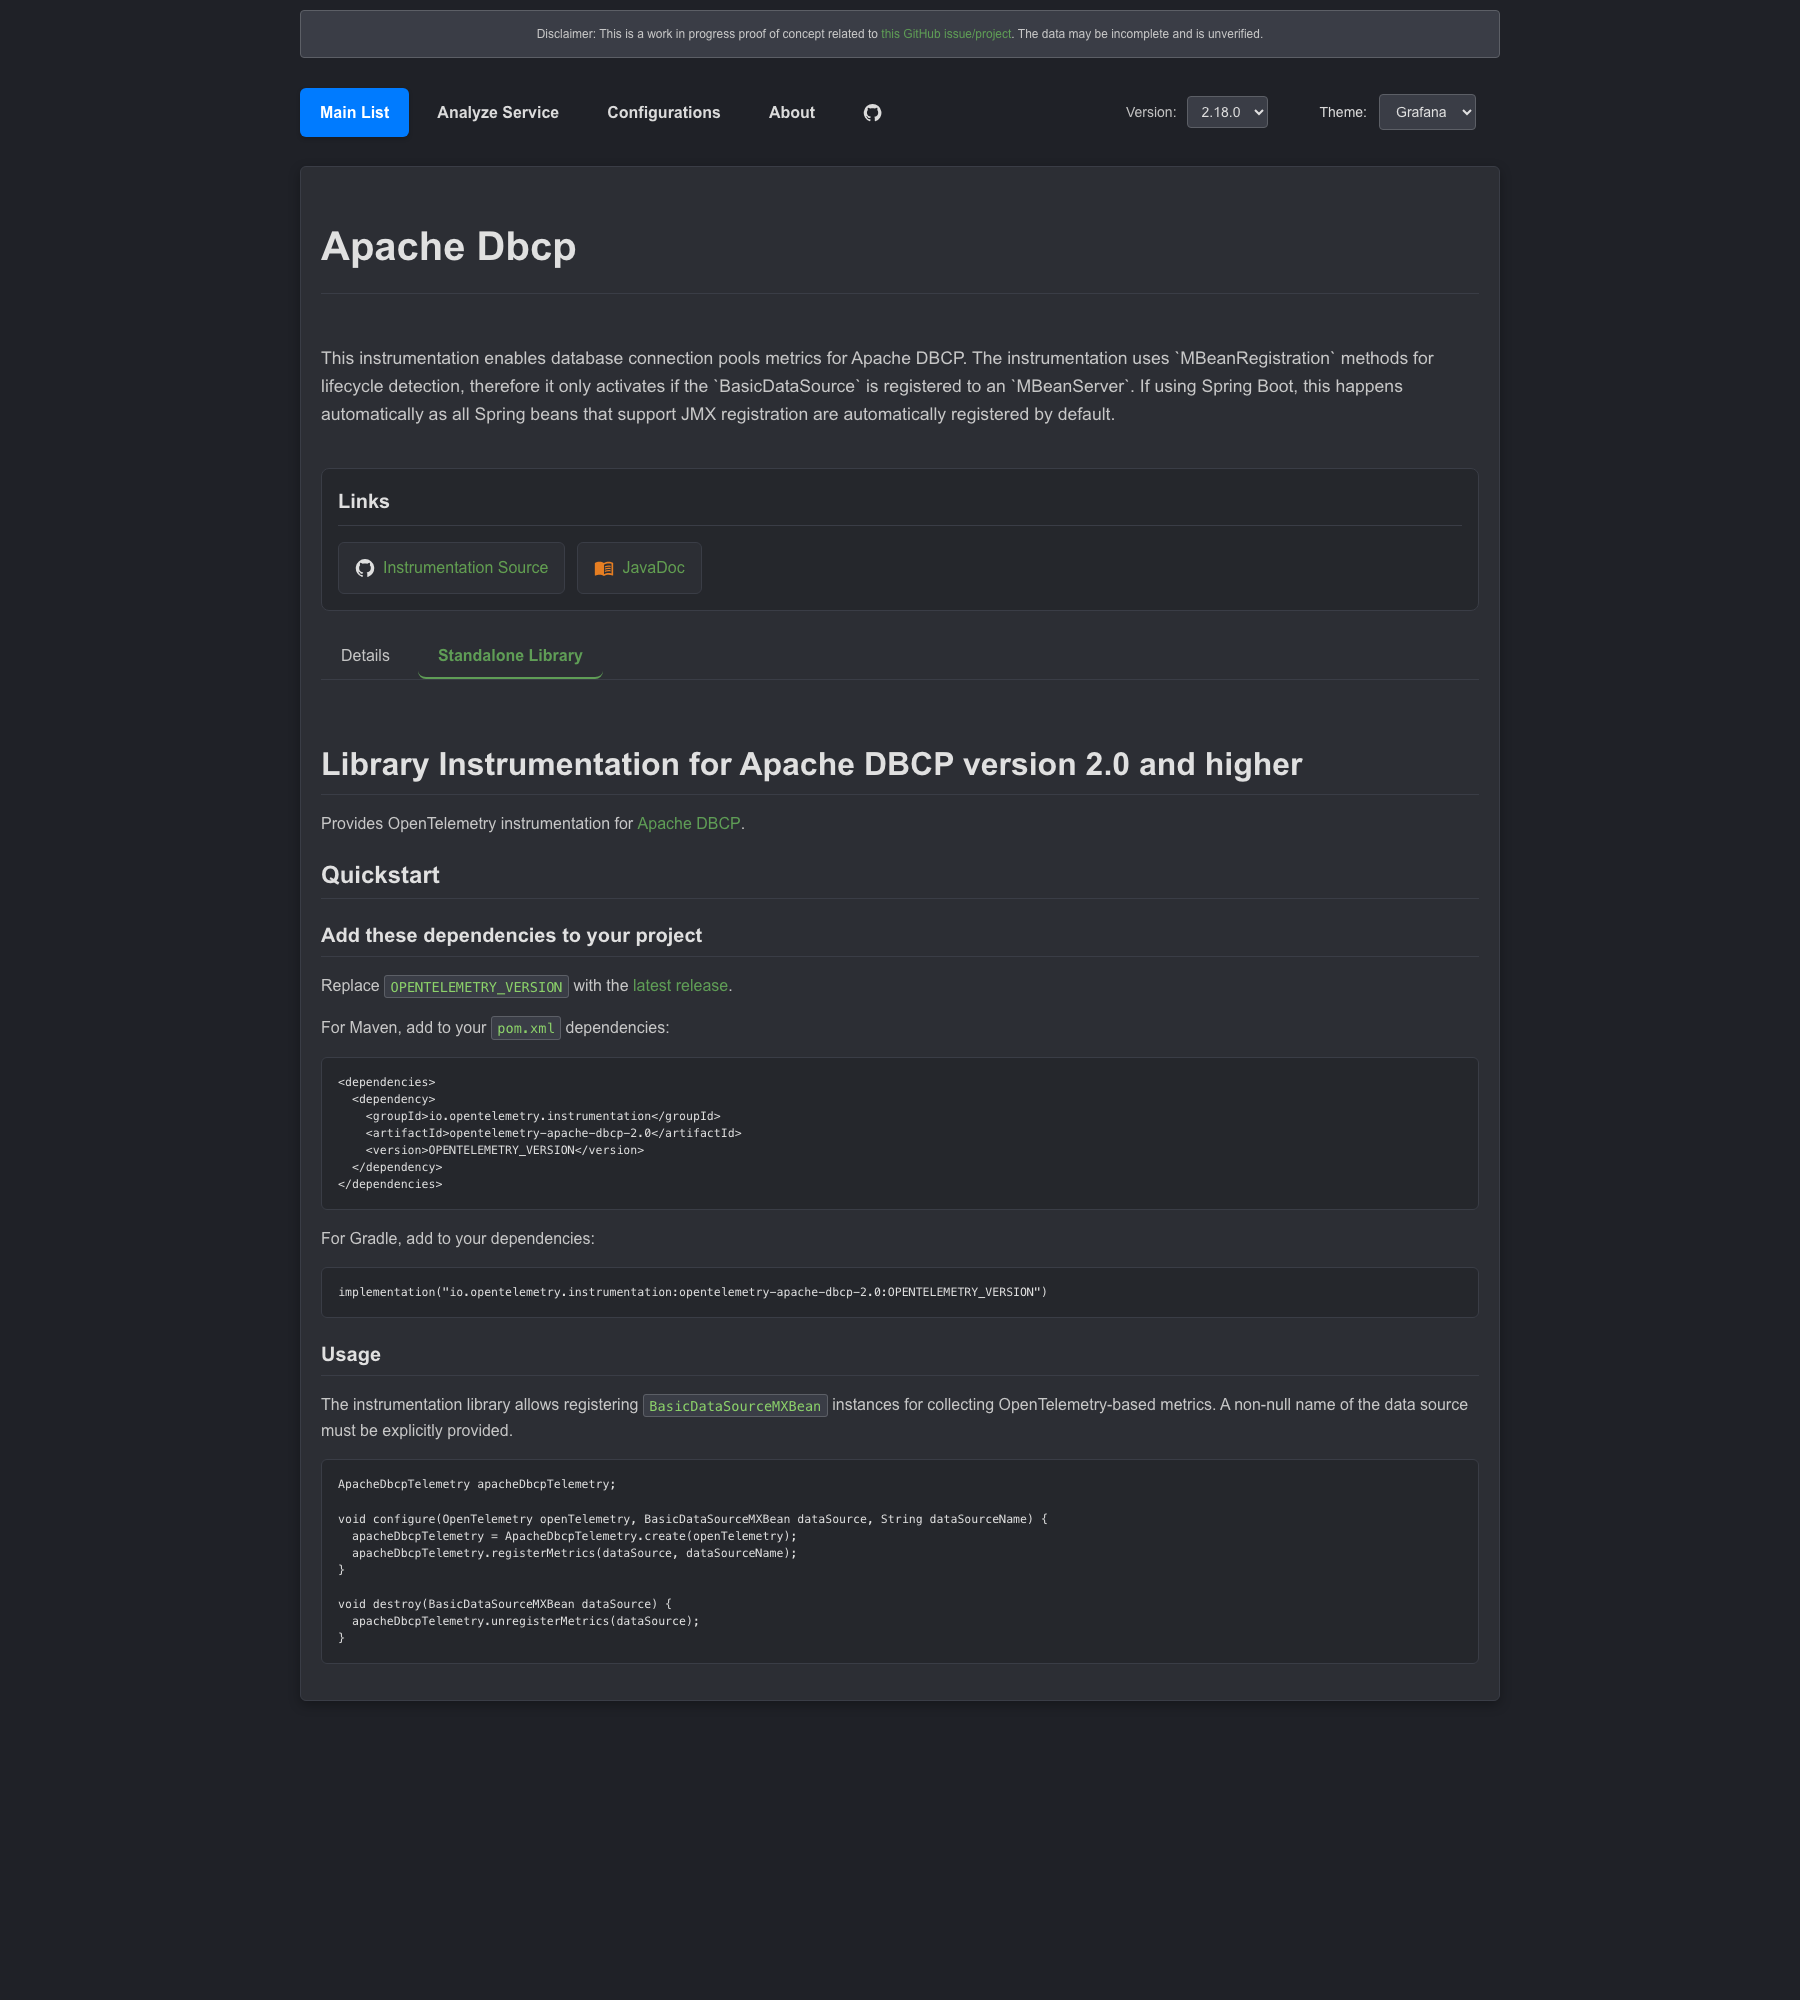 Disclaimer: This is a work in progress proof of concept related to this GitHub issue/project. The data may be incomplete and is unverified.
Main List Analyze Service Configurations About Version: 2.18.0 Theme: Grafana
Apache Dbcp
This instrumentation enables database connection pools metrics for Apache DBCP. The instrumentation uses `MBeanRegistration` methods for
lifecycle detection, therefore it only activates if the `BasicDataSource` is registered to an `MBeanServer`. If using Spring Boot, this happens
automatically as all Spring beans that support JMX registration are automatically registered by default.
Links
Instrumentation Source JavaDoc
Details Standalone Library
Library Instrumentation for Apache DBCP version 2.0 and higher
Provides OpenTelemetry instrumentation for Apache DBCP.
Quickstart
Add these dependencies to your project
Replace OPENTELEMETRY_VERSION with the latest release.
For Maven, add to your pom.xml dependencies:
<dependencies>
  <dependency>
    <groupId>io.opentelemetry.instrumentation</groupId>
    <artifactId>opentelemetry-apache-dbcp-2.0</artifactId>
    <version>OPENTELEMETRY_VERSION</version>
  </dependency>
</dependencies>
For Gradle, add to your dependencies:
implementation("io.opentelemetry.instrumentation:opentelemetry-apache-dbcp-2.0:OPENTELEMETRY_VERSION")
Usage
The instrumentation library allows registering BasicDataSourceMXBean instances for collecting OpenTelemetry-based metrics. A non-null name of the data source
must be explicitly provided.
ApacheDbcpTelemetry apacheDbcpTelemetry;
void configure(OpenTelemetry openTelemetry, BasicDataSourceMXBean dataSource, String dataSourceName) {
  apacheDbcpTelemetry = ApacheDbcpTelemetry.create(openTelemetry);
  apacheDbcpTelemetry.registerMetrics(dataSource, dataSourceName);
}
void destroy(BasicDataSourceMXBean dataSource) {
  apacheDbcpTelemetry.unregisterMetrics(dataSource);
}